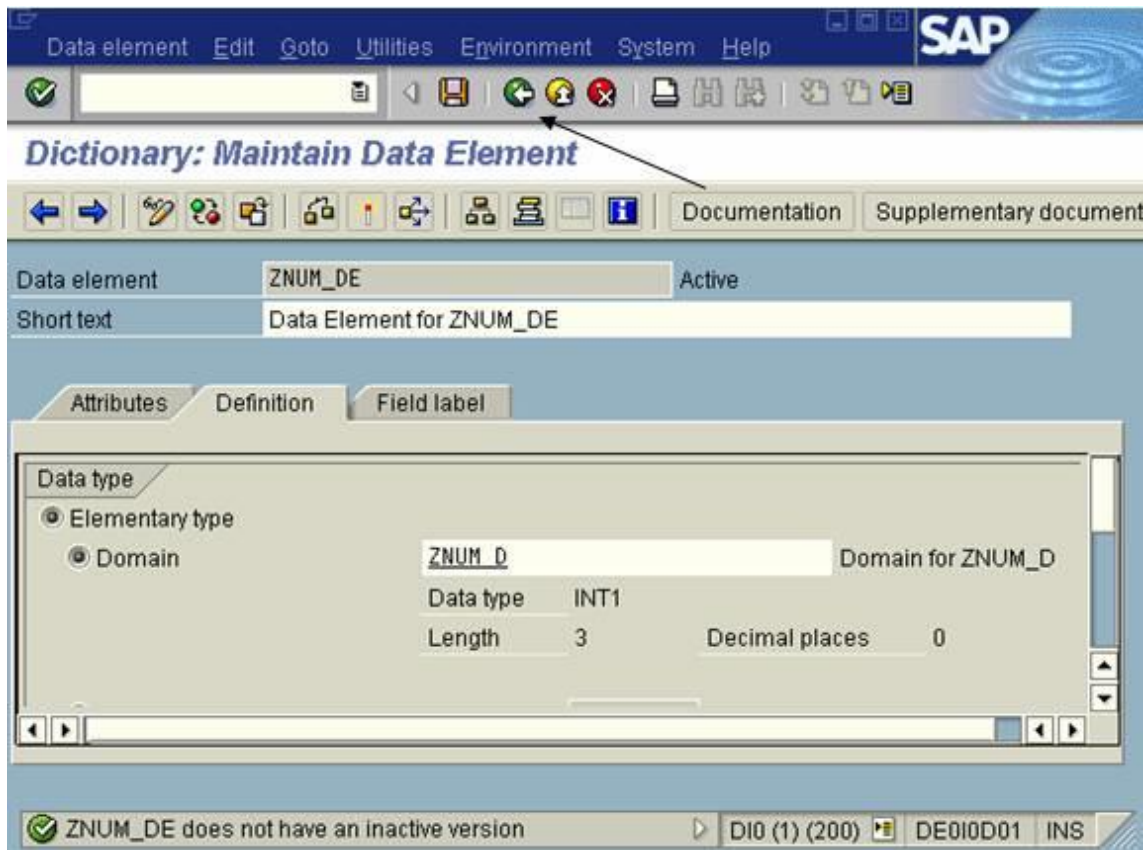 SAP
Data element Edit Goto Utilities Environment System Help
Dictionary: Maintain Data Element
Documentation Supplementary document
Data element ZNUM_DE Active
Short text Data Element for ZNUM_DE
Attributes Definition Field label
Data type
Elementary type
Domain ZNUM_D Domain for ZNUM_D
Data type INT1
Length 3 Decimal places 0
ZNUM_DE does not have an inactive version DI0 (1) (200) DE0I0D01 INS